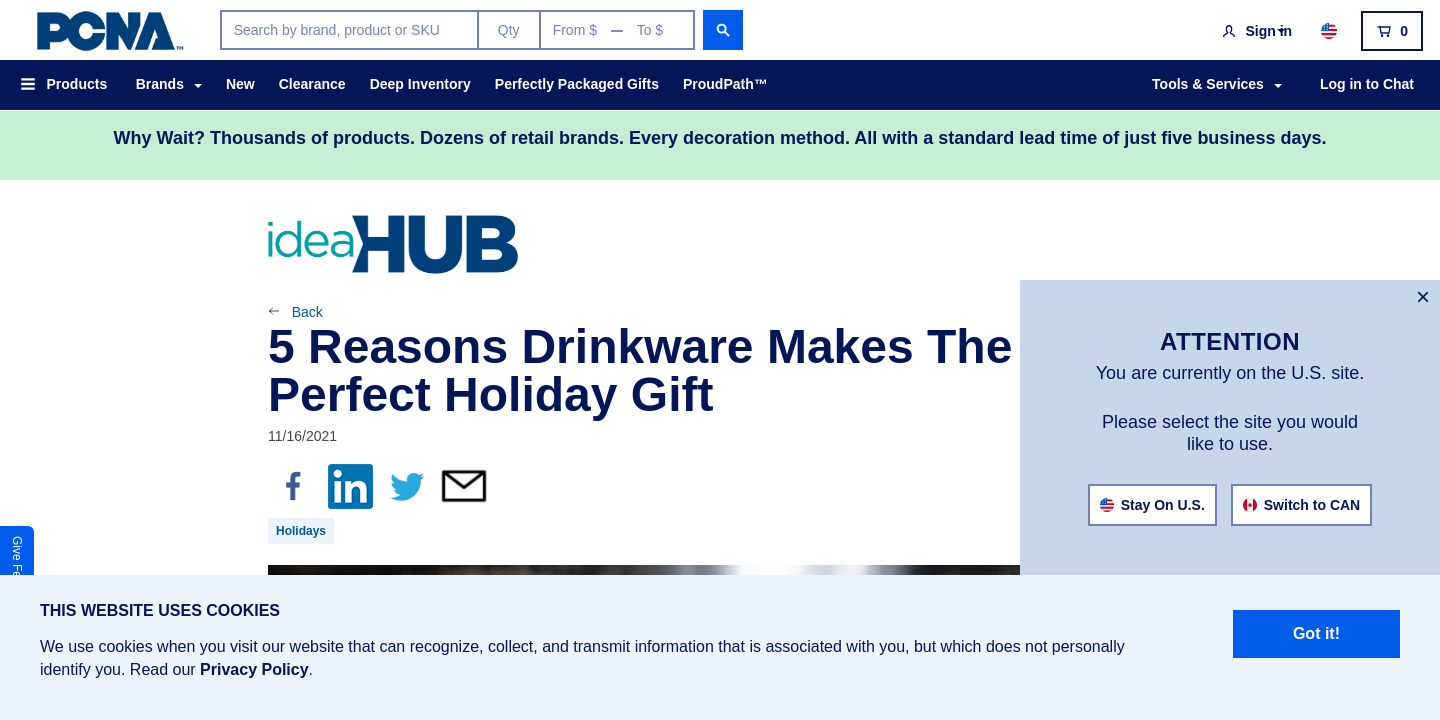 PCNA™
Search by brand, product or SKU
Qty
From $ — To $
Sign in
0
Products
Brands
New
Clearance
Deep Inventory
Perfectly Packaged Gifts
ProudPath™
Tools & Services
Log in to Chat
Why Wait? Thousands of products. Dozens of retail brands. Every decoration method. All with a standard lead time of just five business days.
ideaHUB
Back
5 Reasons Drinkware Makes The
Perfect Holiday Gift
11/16/2021
Holidays
Give
ATTENTION
You are currently on the U.S. site.
Please select the site you would
like to use.
Stay On U.S.
Switch to CAN
THIS WEBSITE USES COOKIES
We use cookies when you visit our website that can recognize, collect, and transmit information that is associated with you, but which does not personally
identify you. Read our Privacy Policy.
Got it!